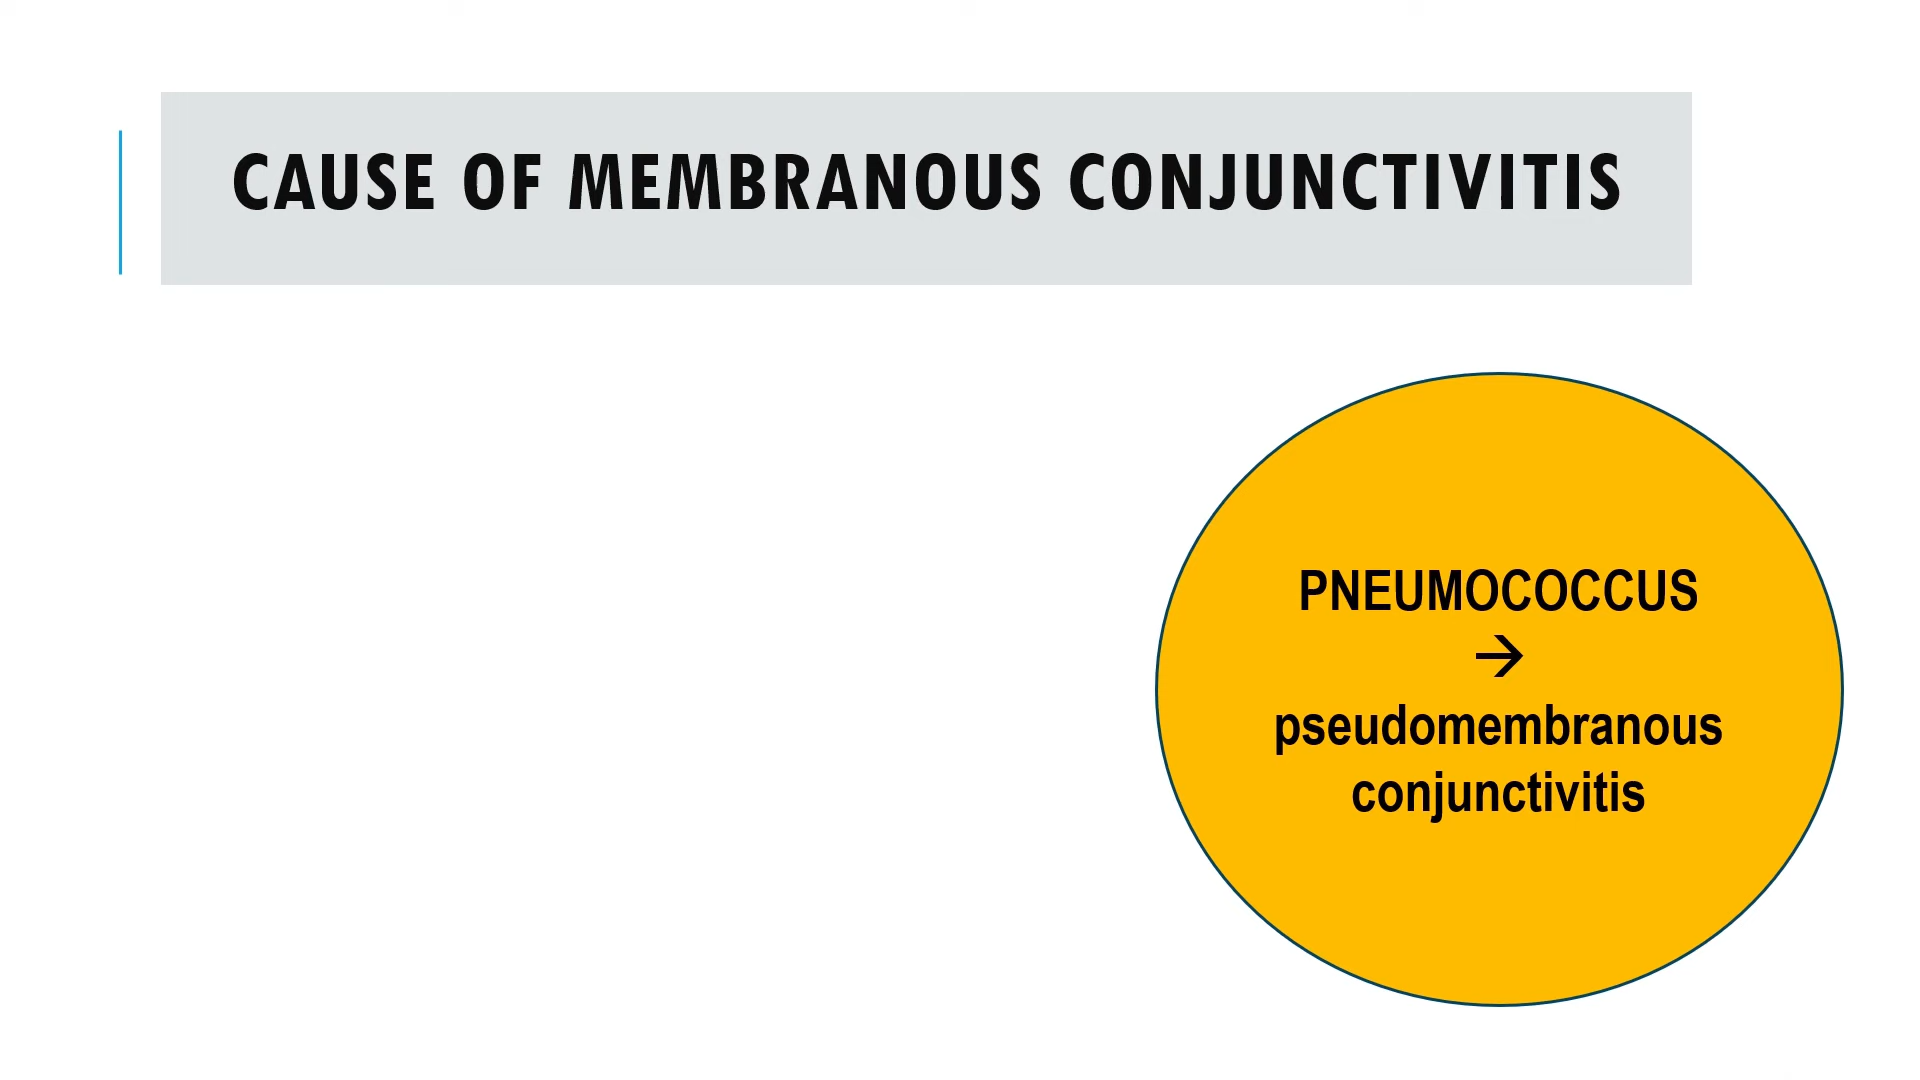 CAUSE OF MEMBRANOUS CONJUNCTIVITIS
PNEUMOCOCCUS
→
pseudomembranous
conjunctivitis